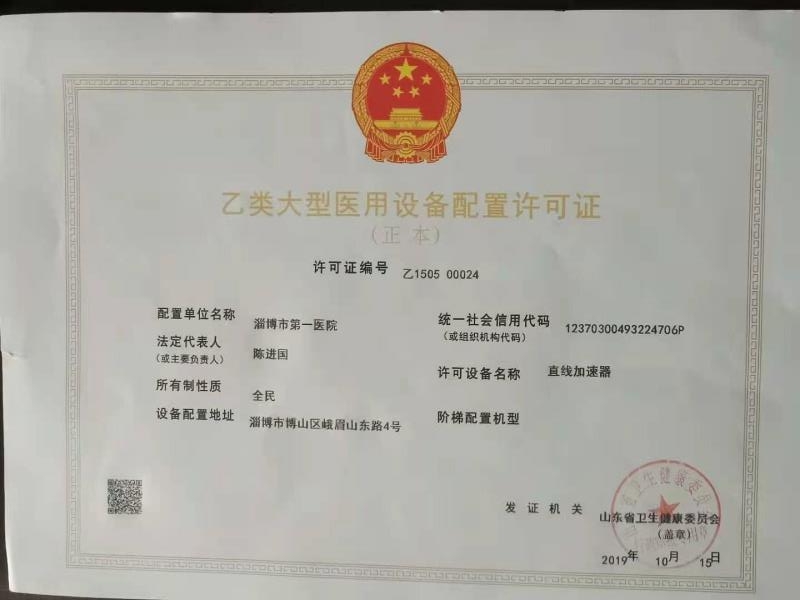 乙类大型医用设备配置许可证
(正本)
许可证编号 乙1505 00024
配置单位名称 淄博市第一医院
统一社会信用代码 12370300493224706P
(或组织机构代码)
法定代表人 陈进国
(或主要负责人)
许可设备名称 直线加速器
所有制性质 全民
设备配置地址 淄博市博山区峨眉山东路4号
阶梯配置机型
发证机关 山东省卫生健康委员会
(盖章)
2019年 10月 15日